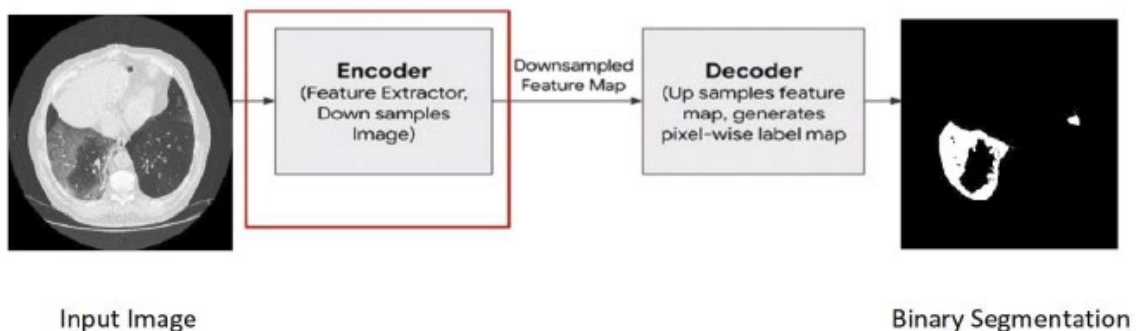 Encoder
(Feature Extractor,
Down samples
Image)
Downsampled
Feature Map
Decoder
(Up samples feature
map, generates
pixel-wise label map
Input Image
Binary Segmentation